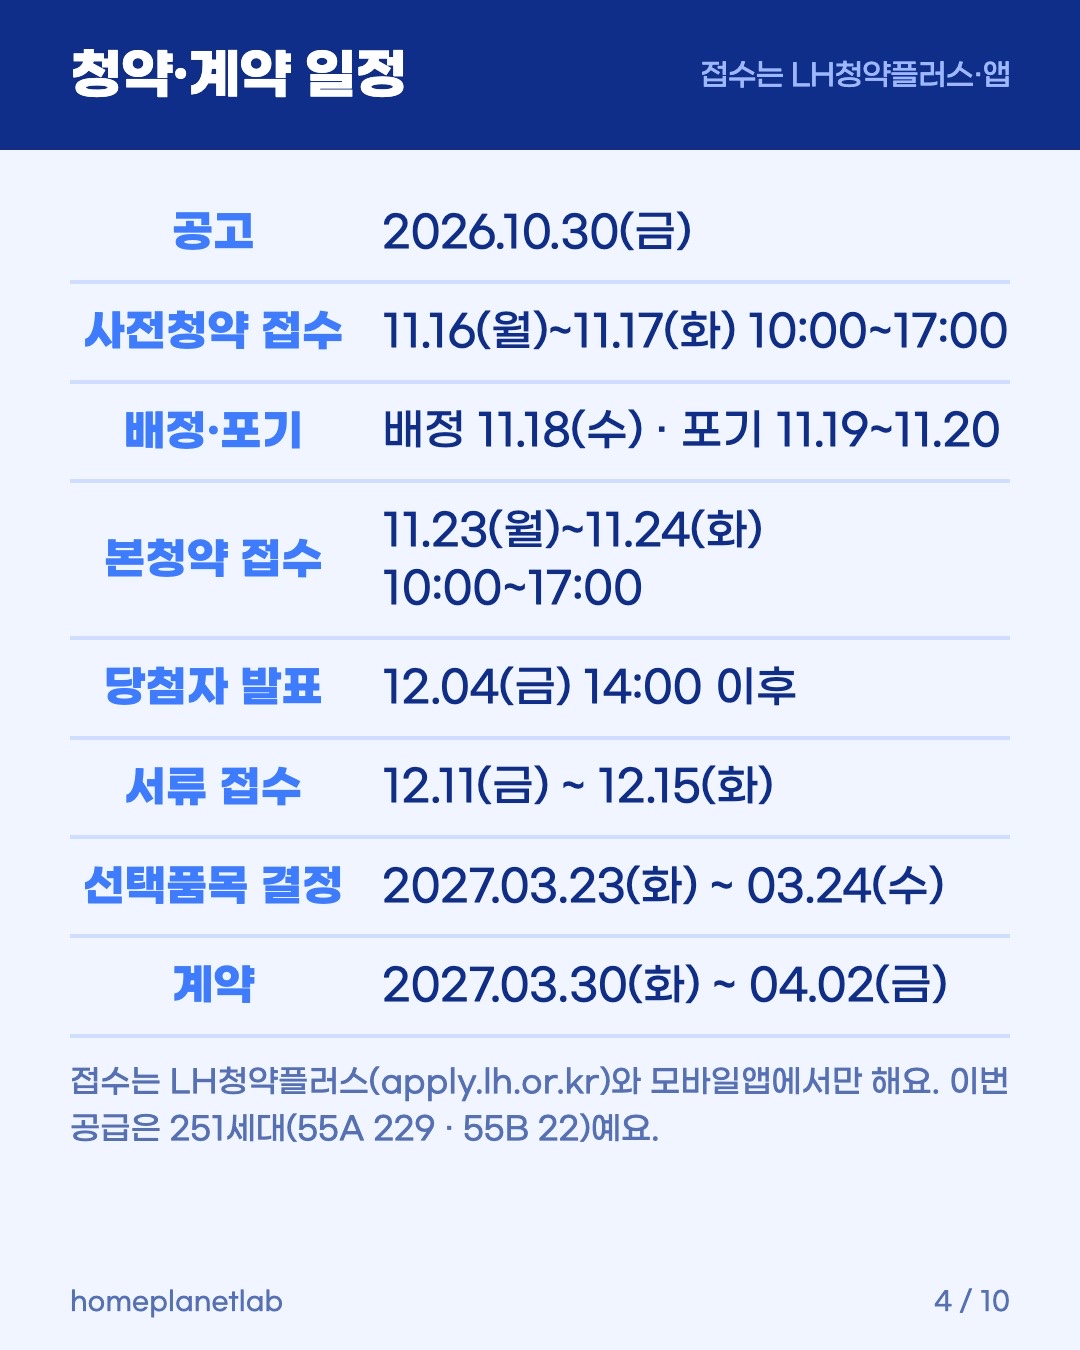 청약·계약 일정
접수는 LH청약플러스·앱
공고 2026.10.30(금)
사전청약 접수 11.16(월)~11.17(화) 10:00~17:00
배정·포기 배정 11.18(수) · 포기 11.19~11.20
본청약 접수 11.23(월)~11.24(화)
10:00~17:00
당첨자 발표 12.04(금) 14:00 이후
서류 접수 12.11(금) ~ 12.15(화)
선택품목 결정 2027.03.23(화) ~ 03.24(수)
계약 2027.03.30(화) ~ 04.02(금)
접수는 LH청약플러스(apply.lh.or.kr)와 모바일앱에서만 해요. 이번
공급은 251세대(55A 229 · 55B 22)예요.
homeplanetlab
4 / 10